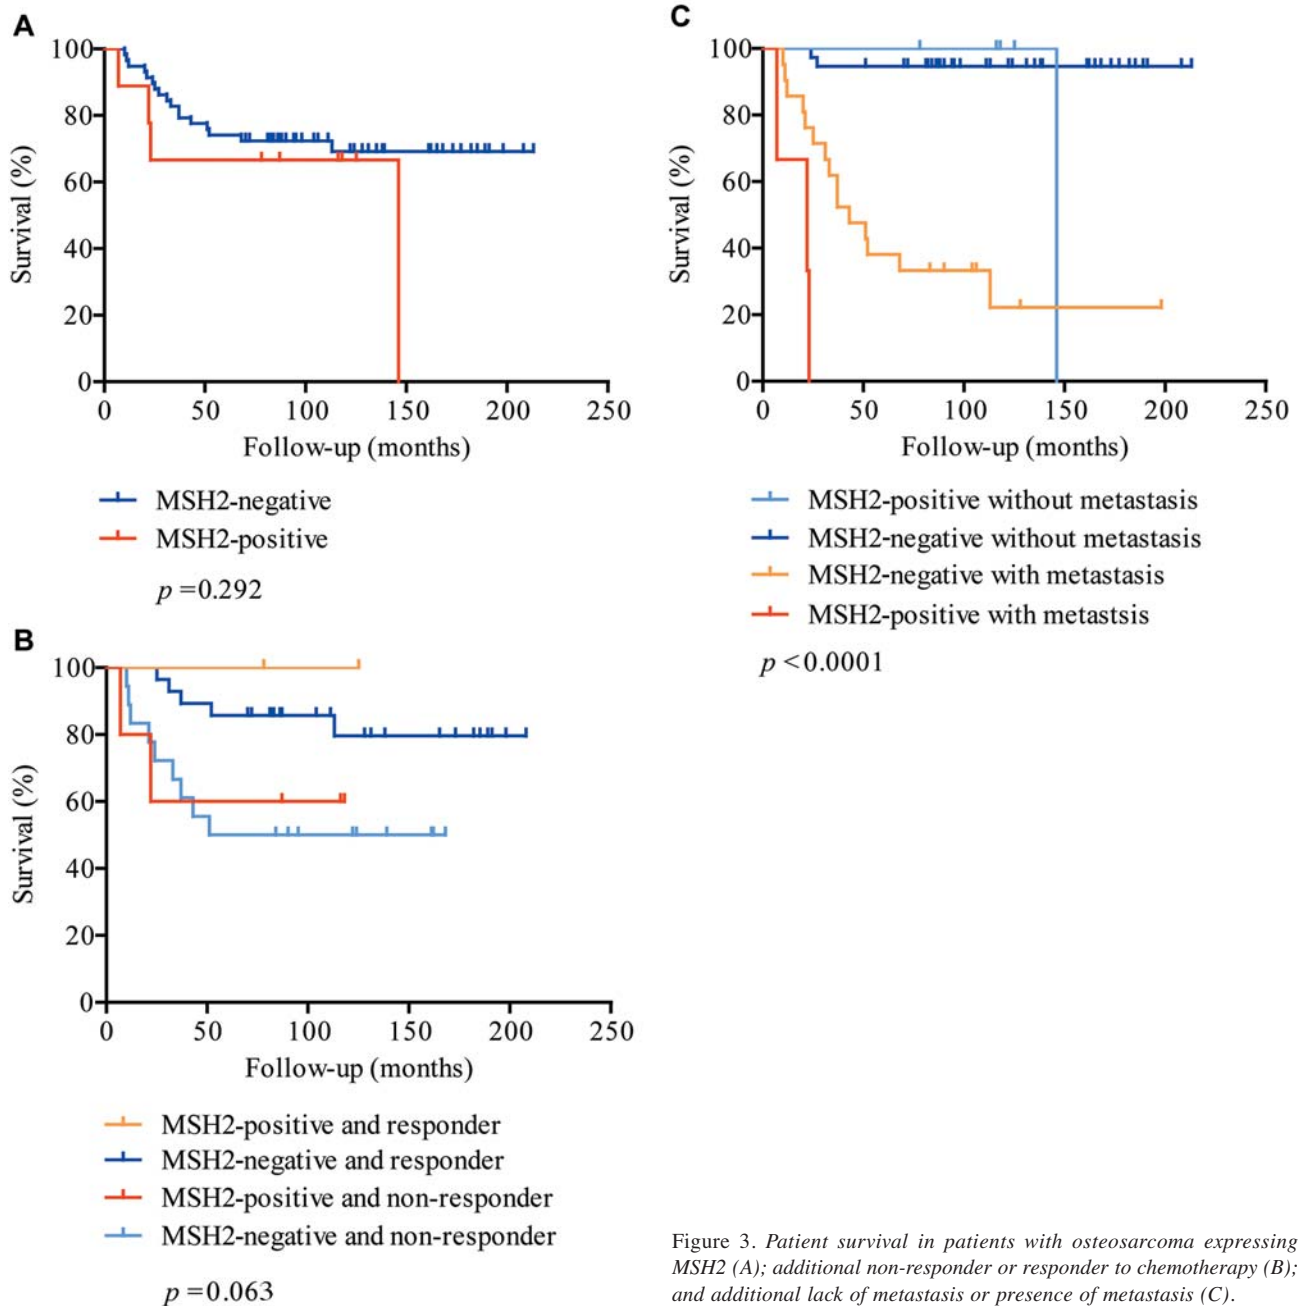 A
100
80
60
40
20
0
Survival (%)
0 50 100 150 200 250
Follow-up (months)
MSH2-negative
MSH2-positive
p =0.292
B
100
80
60
40
20
0
Survival (%)
0 50 100 150 200 250
Follow-up (months)
MSH2-positive and responder
MSH2-negative and responder
MSH2-positive and non-responder
MSH2-negative and non-responder
p =0.063
C
100
80
60
40
20
0
Survival (%)
0 50 100 150 200 250
Follow-up (months)
MSH2-positive without metastasis
MSH2-negative without metastasis
MSH2-negative with metastasis
MSH2-positive with metastsis
p <0.0001
Figure 3. Patient survival in patients with osteosarcoma expressing
MSH2 (A); additional non-responder or responder to chemotherapy (B);
and additional lack of metastasis or presence of metastasis (C).